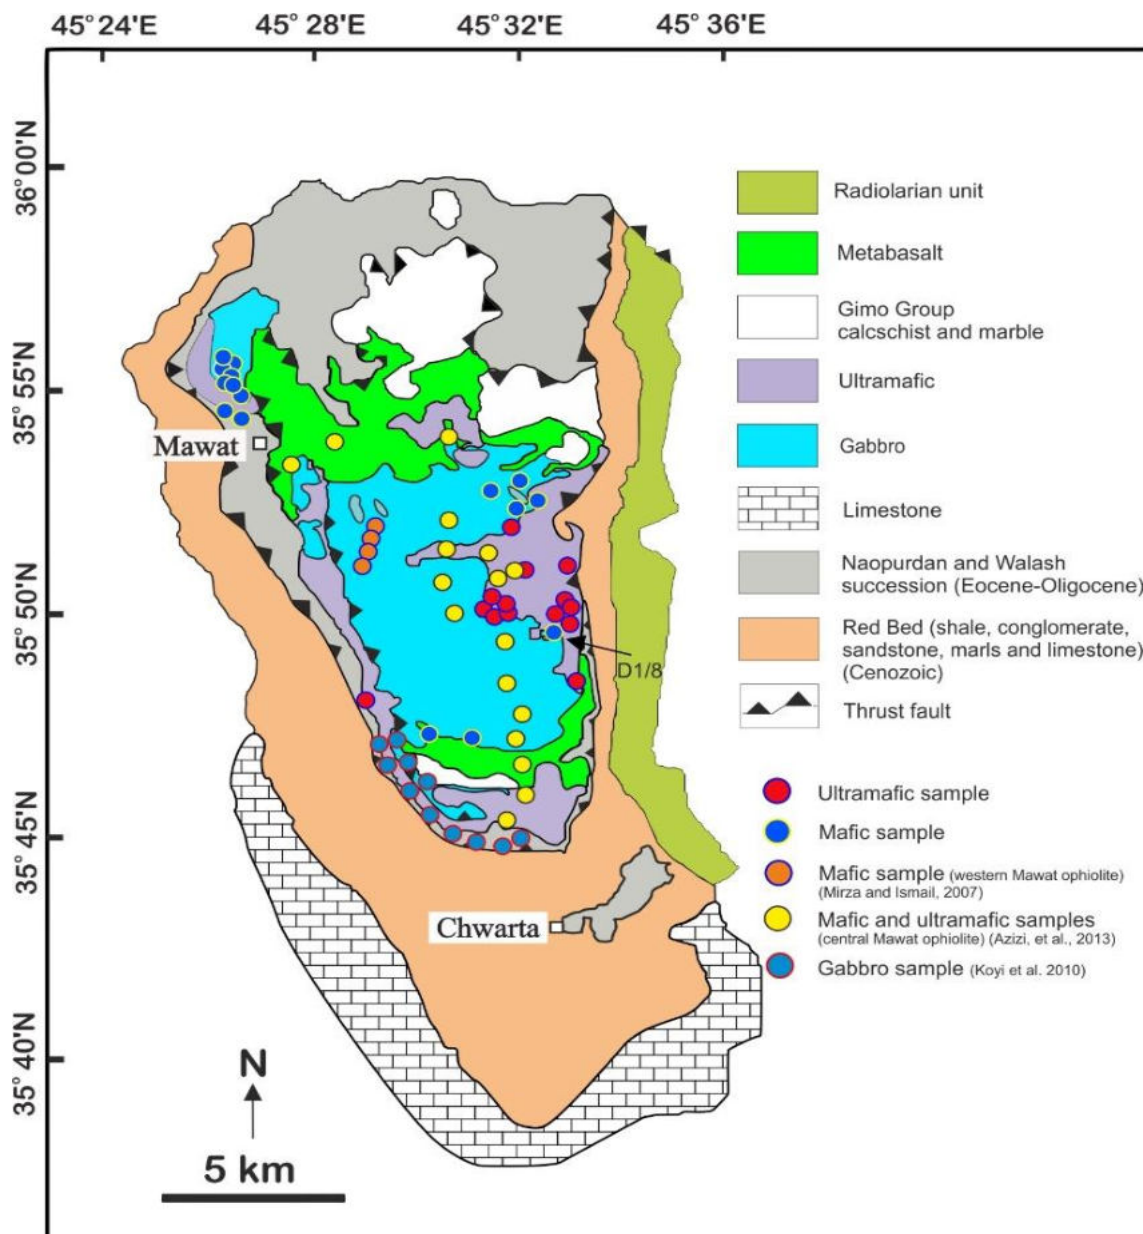 45° 24'E 45° 28'E 45° 32'E 45° 36'E
36° 00'N
35° 55'N
35° 50'N
35° 45'N
35° 40'N
Mawat
D1/8
Chwarta
N
5 km
Radiolarian unit
Metabasalt
Gimo Group
calcschist and marble
Ultramafic
Gabbro
Limestone
Naopurdan and Walash
succession (Eocene-Oligocene)
Red Bed (shale, conglomerate,
sandstone, marls and limestone)
(Cenozoic)
Thrust fault
Ultramafic sample
Mafic sample
Mafic sample (western Mawat ophiolite)
(Mirza and Ismail, 2007)
Mafic and ultramafic samples
(central Mawat ophiolite) (Azizi, et al., 2013)
Gabbro sample (Koyi et al. 2010)